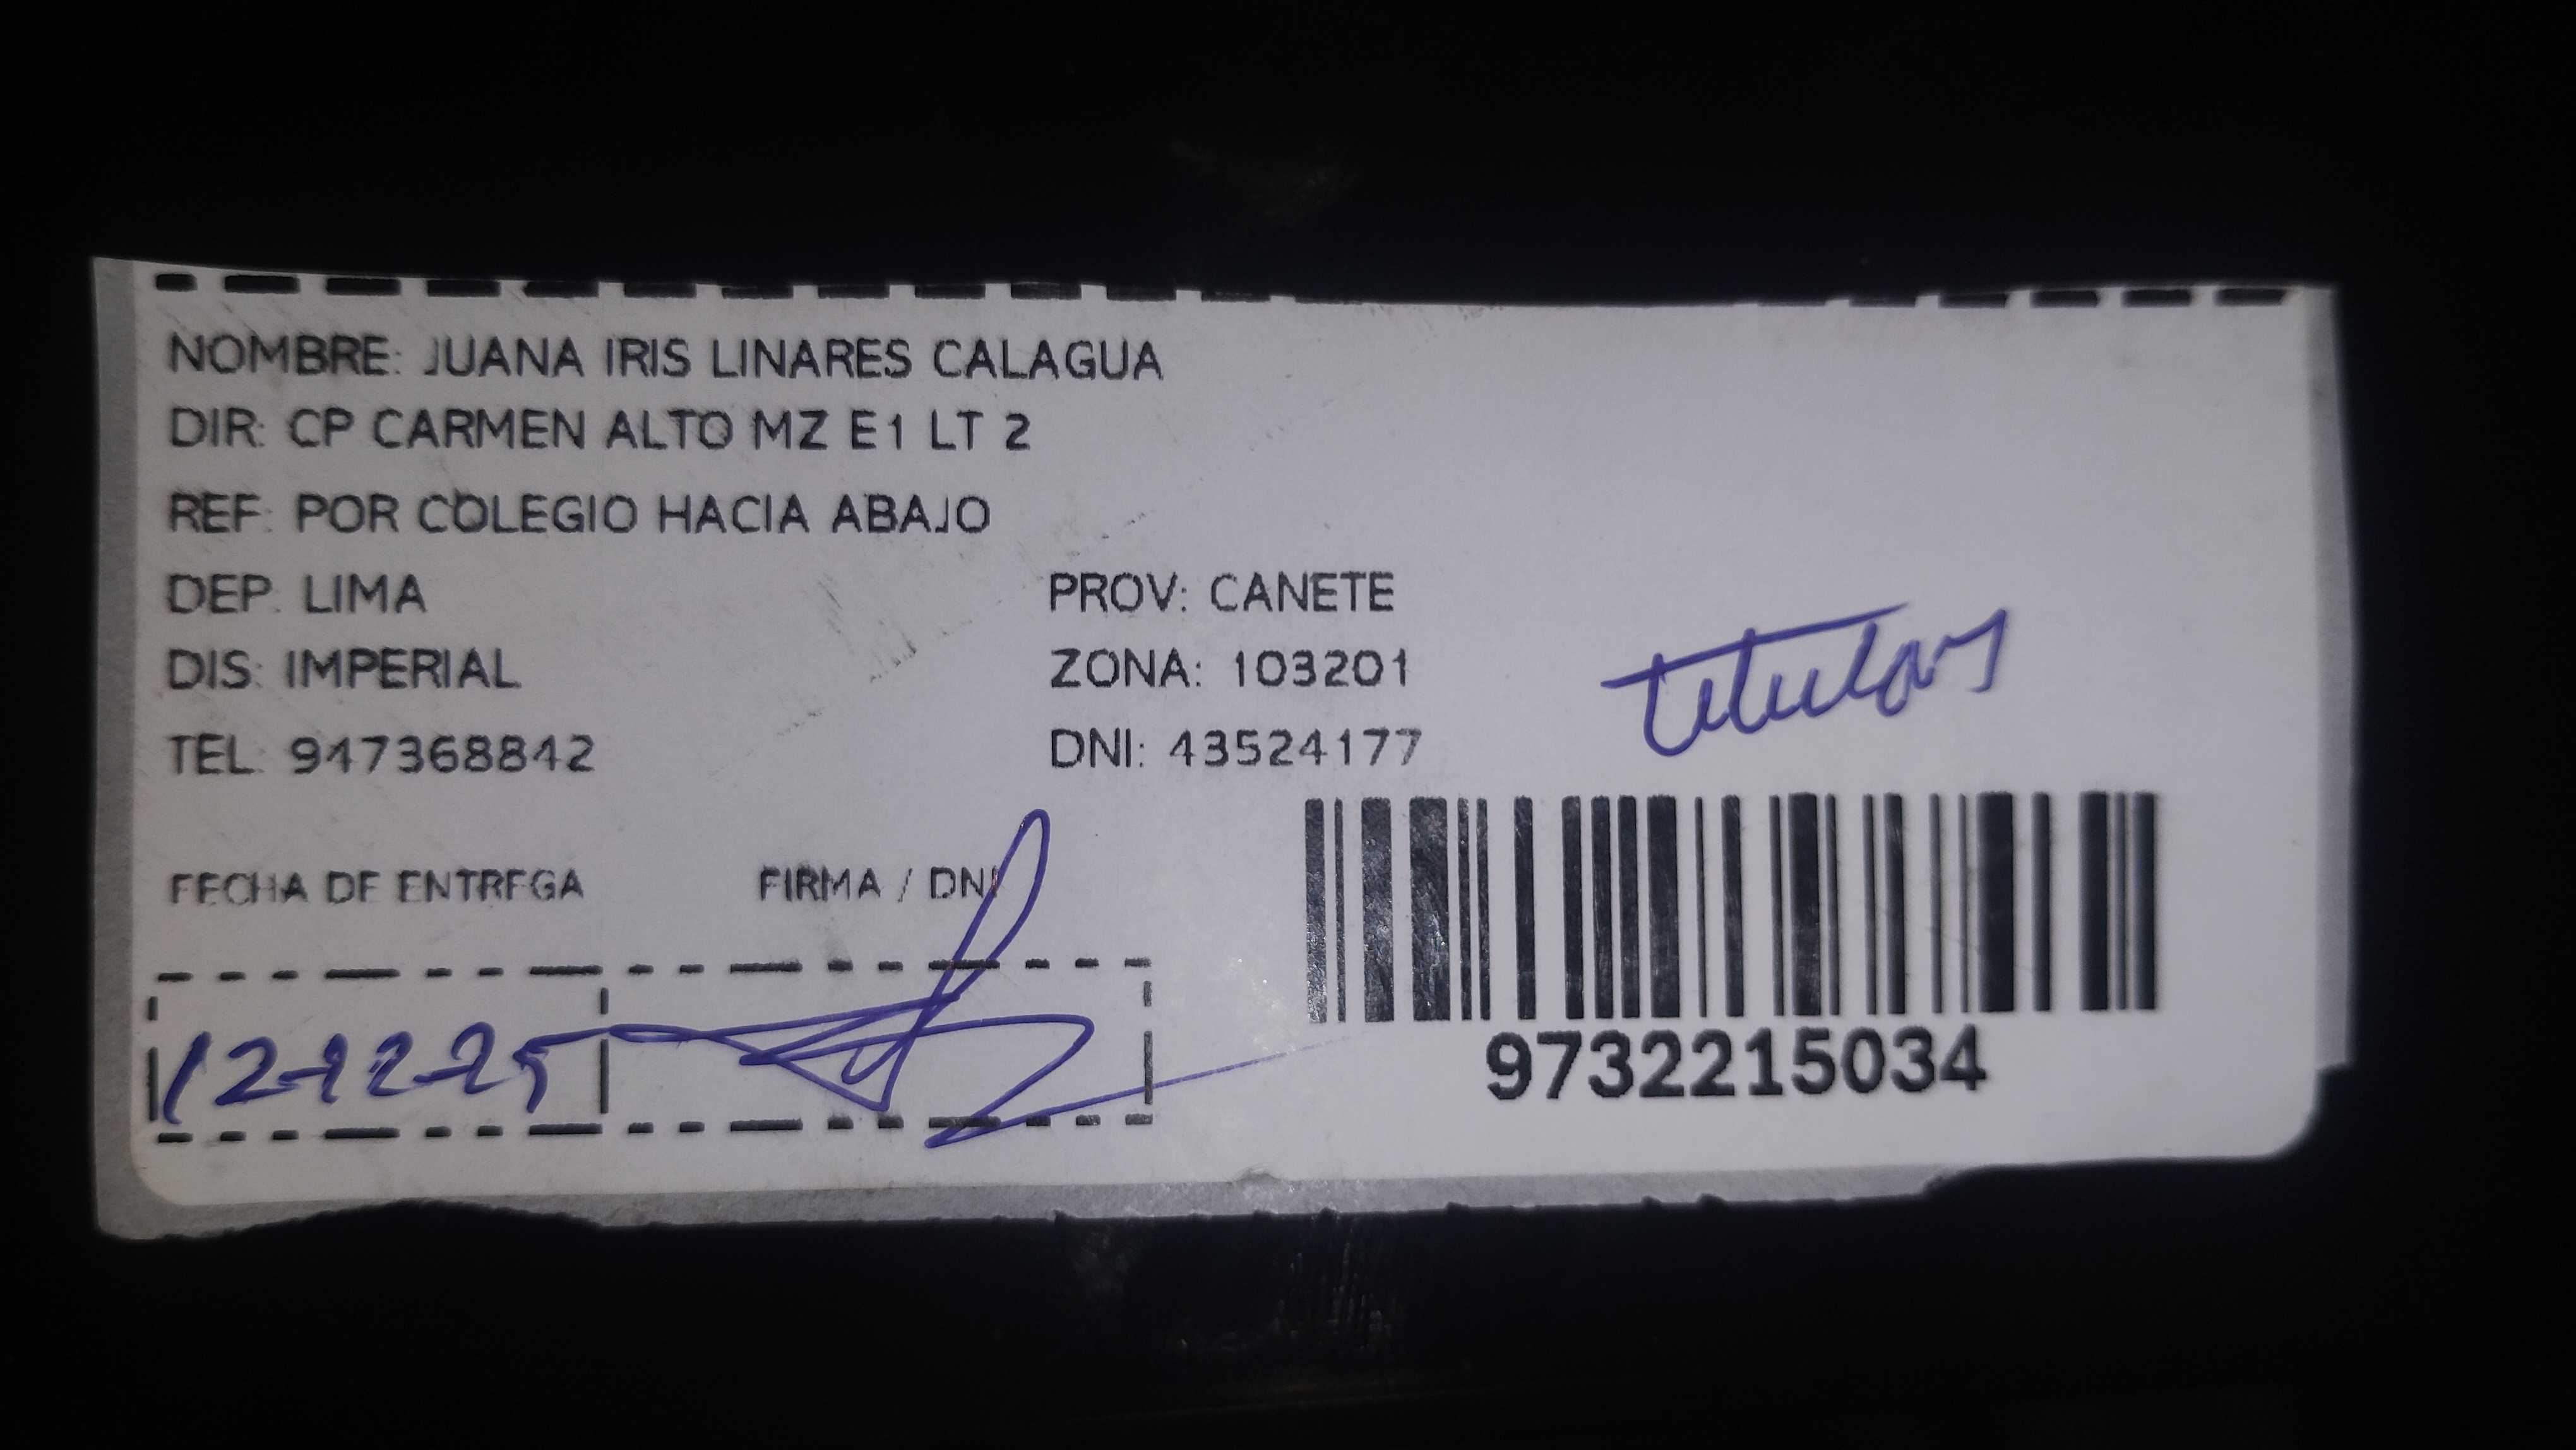 NOMBRE: JUANA IRIS LINARES CALAGUA
DIR: CP CARMEN ALTO MZ E1 LT 2
REF: POR COLEGIO HACIA ABAJO
DEP: LIMA PROV: CANETE
DIS: IMPERIAL ZONA: 103201
TEL: 947368842 DNI: 43524177
titular
FECHA DE ENTREGA FIRMA / DNI
12-12-25
9732215034